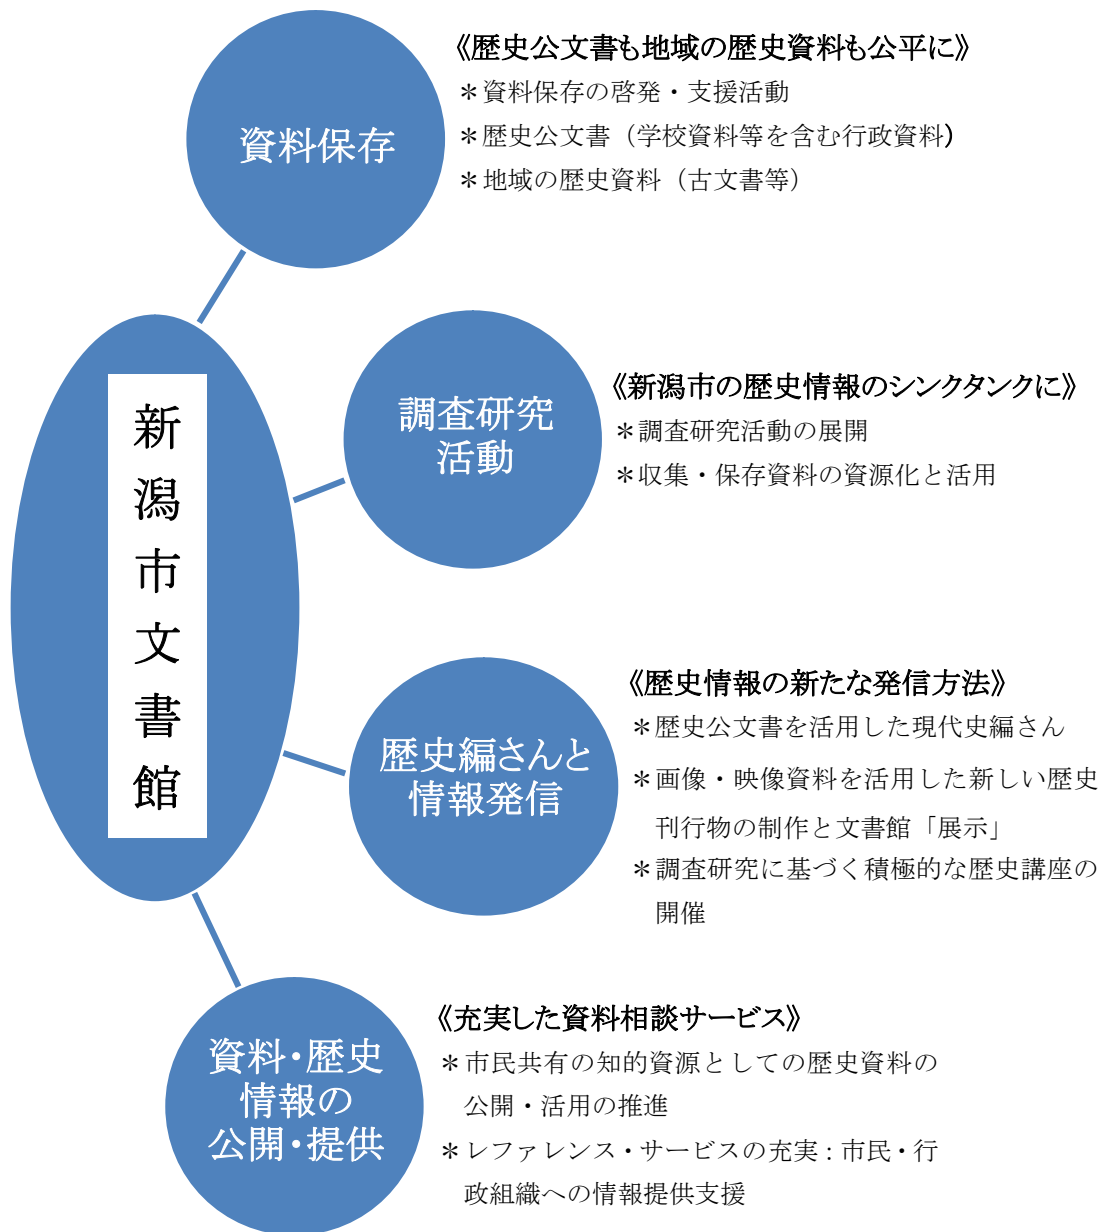 《歴史公文書も地域の歴史資料も公平に》
＊資料保存の啓発・支援活動
＊歴史公文書（学校資料等を含む行政資料）
＊地域の歴史資料（古文書等）
資料保存
新潟市文書館
調査研究
活動
《新潟市の歴史情報のシンクタンクに》
＊調査研究活動の展開
＊収集・保存資料の資源化と活用
歴史編さんと
情報発信
《歴史情報の新たな発信方法》
＊歴史公文書を活用した現代史編さん
＊画像・映像資料を活用した新しい歴史
刊行物の制作と文書館「展示」
＊調査研究に基づく積極的な歴史講座の
開催
資料・歴史
情報の
公開・提供
《充実した資料相談サービス》
＊市民共有の知的資源としての歴史資料の
公開・活用の推進
＊レファレンス・サービスの充実：市民・行
政組織への情報提供支援